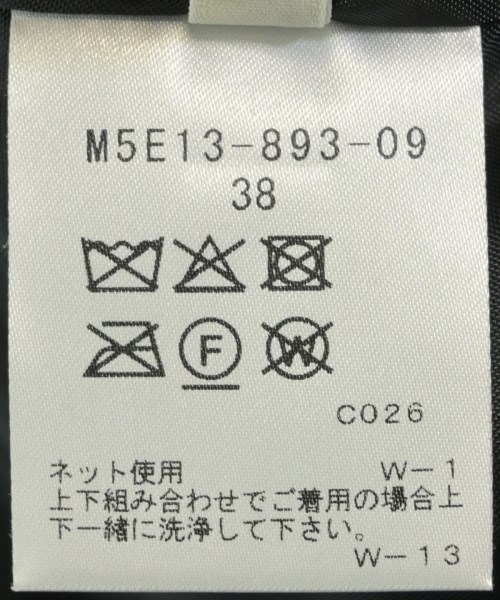 M5E13-893-09
38
F
W
C026
ネット使用 W-1
上下組み合わせでご着用の場合上
下一緒に洗浄して下さい。
W-13